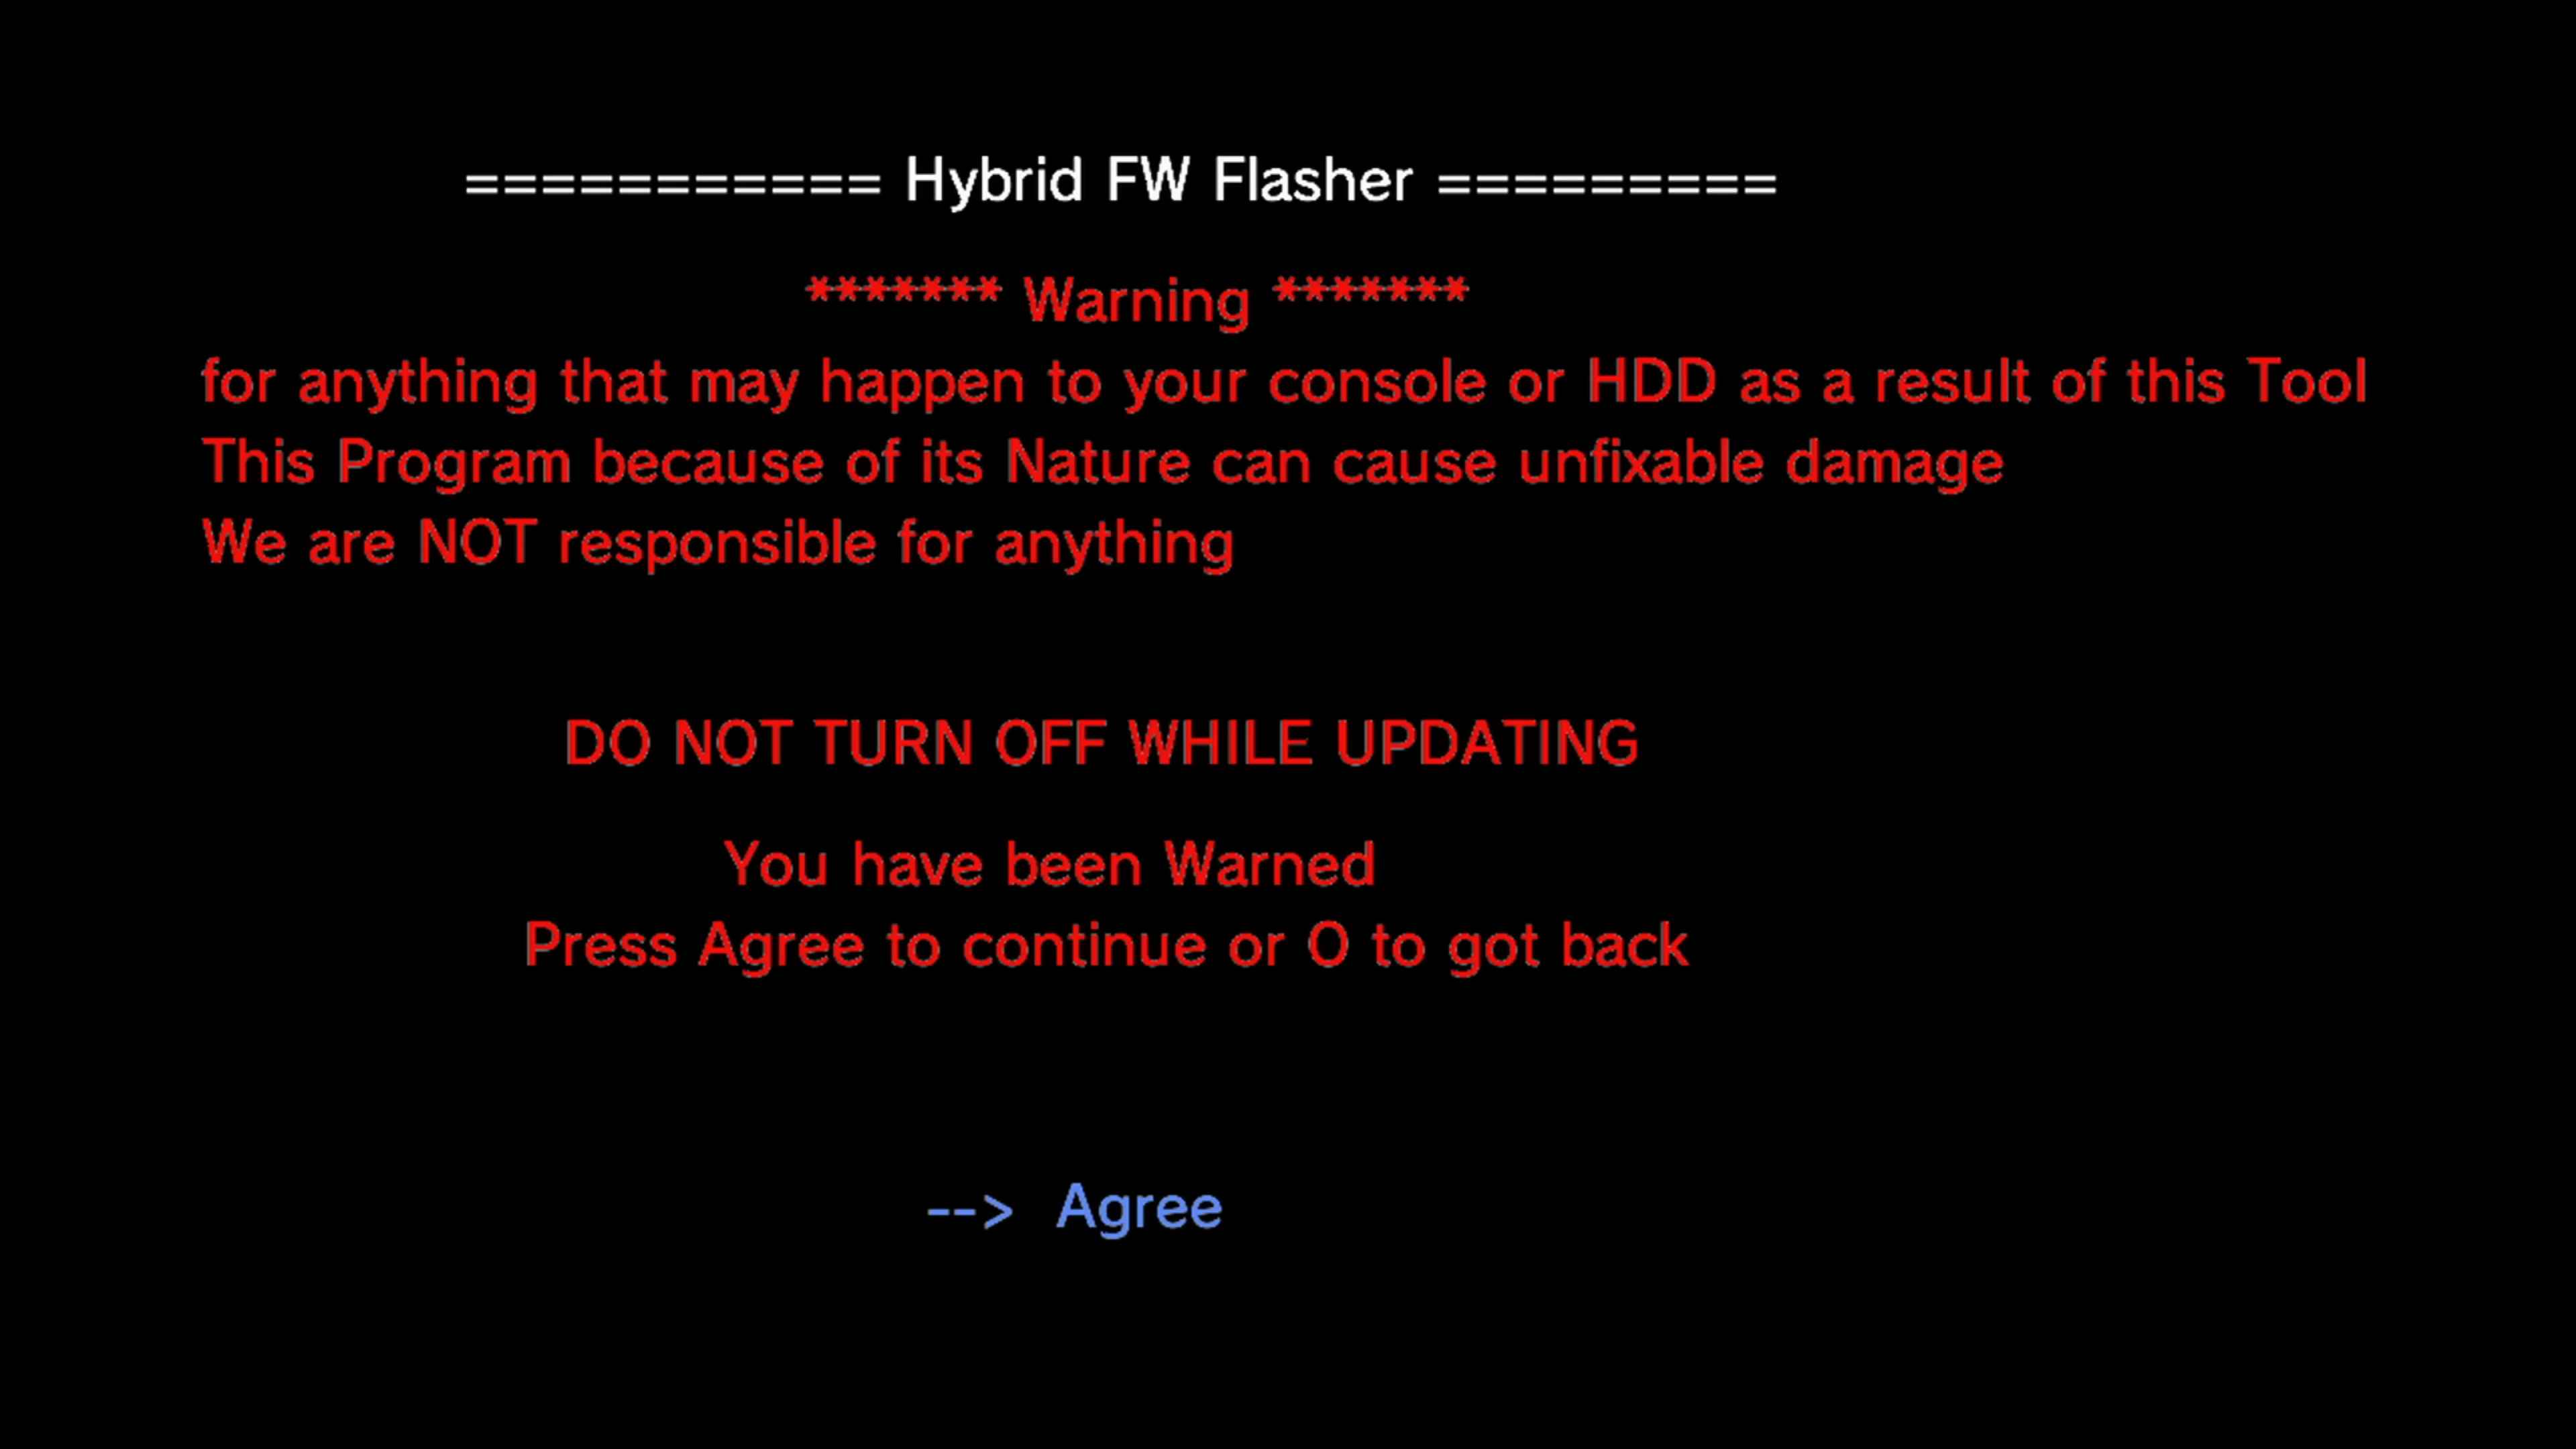 =========== Hybrid FW Flasher =========
******* Warning *******
for anything that may happen to your console or HDD as a result of this Tool
This Program because of its Nature can cause unfixable damage
We are NOT responsible for anything
DO NOT TURN OFF WHILE UPDATING
You have been Warned
Press Agree to continue or O to got back
--> Agree